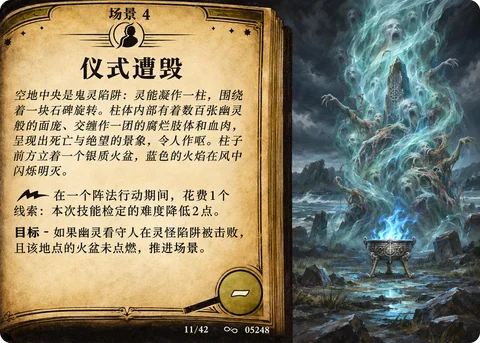 场景 4
仪式遭毁
空地中央是鬼灵陷阱：灵能凝作一柱，围绕
着一块石碑旋转。柱体内部有着数百张幽灵
般的面庞、交缠作一团的腐烂肢体和血肉，
呈现出死亡与绝望的景象，令人作呕。柱子
前方立着一个银质火盆，蓝色的火焰在风中
闪烁明灭。
在一个阵法行动期间，花费1个
线索：本次技能检定的难度降低2点。
目标 - 如果幽灵看守人在灵怪陷阱被击败，
且该地点的火盆未点燃，推进场景。
–
11/42 05248